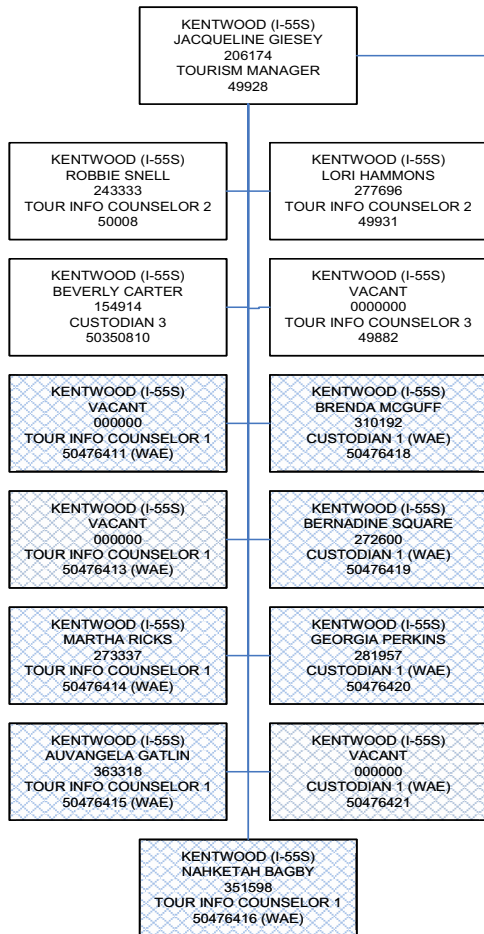 KENTWOOD (I-55S)
JACQUELINE GIESEY
206174
TOURISM MANAGER
49928
KENTWOOD (I-55S)
ROBBIE SNELL
243333
TOUR INFO COUNSELOR 2
50008
KENTWOOD (I-55S)
LORI HAMMONS
277696
TOUR INFO COUNSELOR 2
49931
KENTWOOD (I-55S)
BEVERLY CARTER
154914
CUSTODIAN 3
50350810
KENTWOOD (I-55S)
VACANT
0000000
TOUR INFO COUNSELOR 3
49882
KENTWOOD (I-55S)
VACANT
000000
TOUR INFO COUNSELOR 1
50476411 (WAE)
KENTWOOD (I-55S)
BRENDA MCGUFF
310192
CUSTODIAN 1 (WAE)
50476418
KENTWOOD (I-55S)
VACANT
000000
TOUR INFO COUNSELOR 1
50476413 (WAE)
KENTWOOD (I-55S)
BERNADINE SQUARE
272600
CUSTODIAN 1 (WAE)
50476419
KENTWOOD (I-55S)
MARTHA RICKS
273337
TOUR INFO COUNSELOR 1
50476414 (WAE)
KENTWOOD (I-55S)
GEORGIA PERKINS
281957
CUSTODIAN 1 (WAE)
50476420
KENTWOOD (I-55S)
AUVANGELA GATLIN
363318
TOUR INFO COUNSELOR 1
50476415 (WAE)
KENTWOOD (I-55S)
VACANT
000000
CUSTODIAN 1 (WAE)
50476421
KENTWOOD (I-55S)
NAHKETAH BAGBY
351598
TOUR INFO COUNSELOR 1
50476416 (WAE)